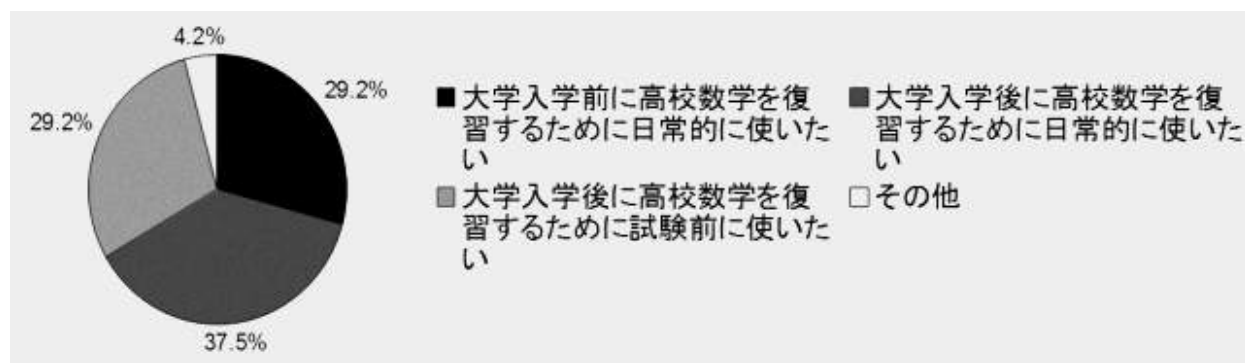 4.2%
29.2%
29.2%
37.5%
大学入学前に高校数学を復
習するために日常的に使いた
い
大学入学後に高校数学を復
習するために日常的に使いた
い
大学入学後に高校数学を復
習するために試験前に使いた
い
その他